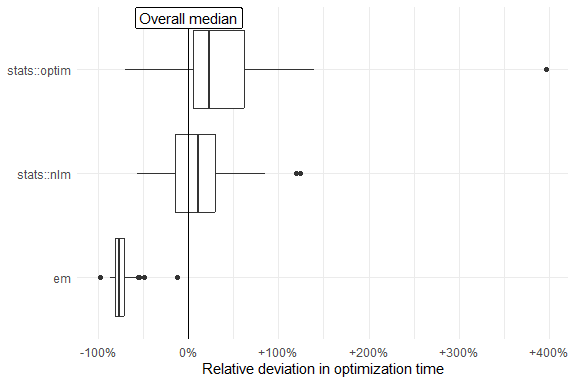 Overall median
stats::optim
stats::nlm
em
-100% 0% +100% +200% +300% +400%
Relative deviation in optimization time